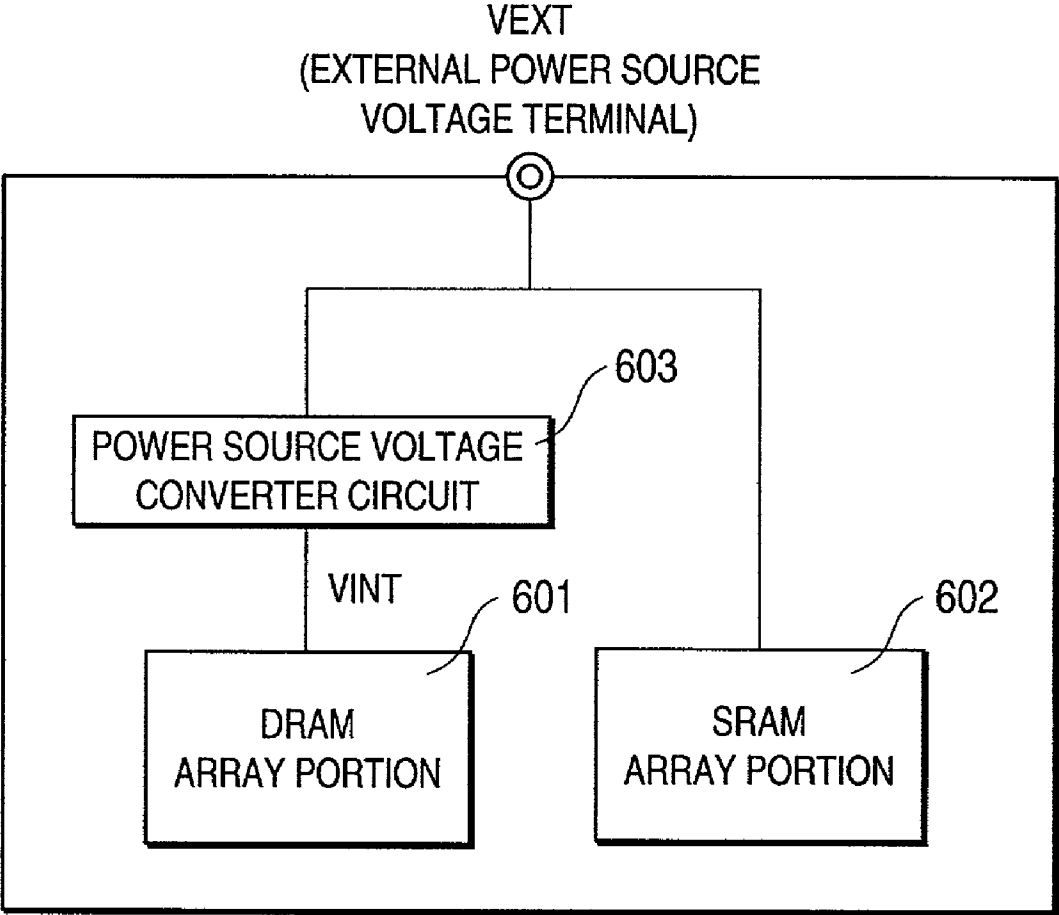 VEXT
(EXTERNAL POWER SOURCE
VOLTAGE TERMINAL)
603
POWER SOURCE VOLTAGE
CONVERTER CIRCUIT
VINT
601
602
DRAM
ARRAY PORTION
SRAM
ARRAY PORTION